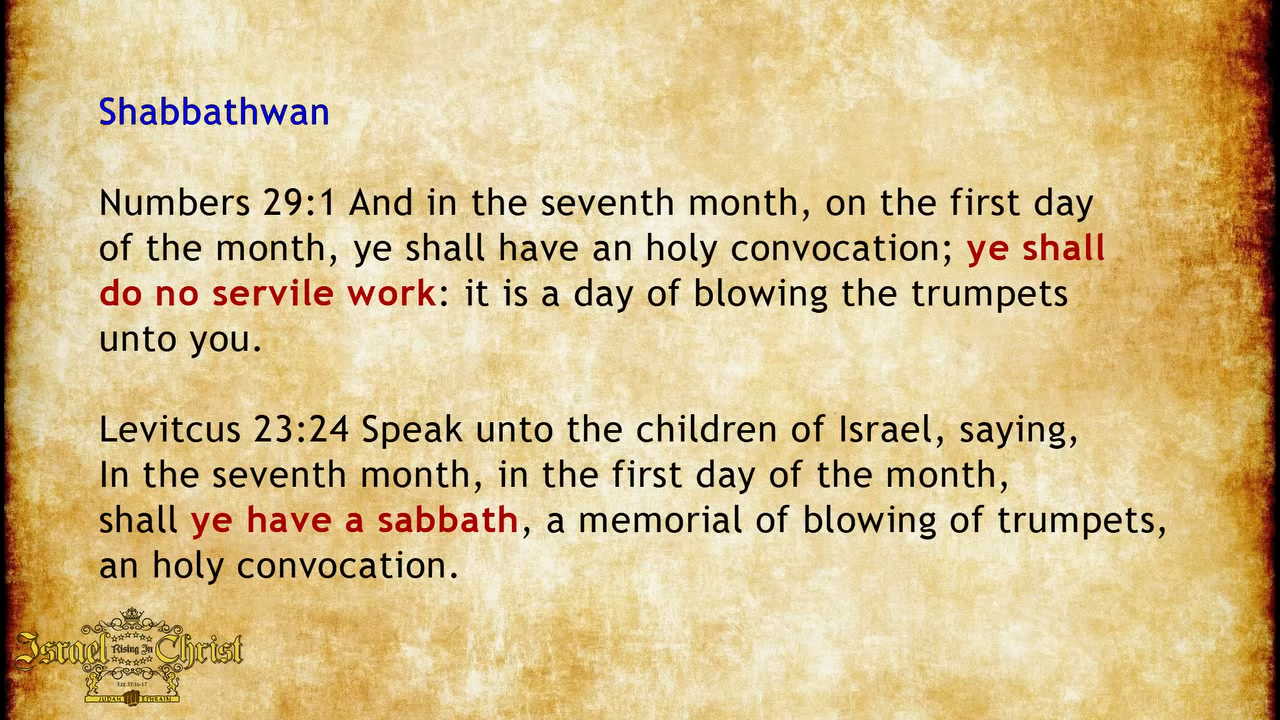 Shabbathwan
Numbers 29:1 And in the seventh month, on the first day
of the month, ye shall have an holy convocation; ye shall
do no servile work: it is a day of blowing the trumpets
unto you.
Levitcus 23:24 Speak unto the children of Israel, saying,
In the seventh month, in the first day of the month,
shall ye have a sabbath, a memorial of blowing of trumpets,
an holy convocation.
Israel Rising In Christ
JUDAH EPHRAIM